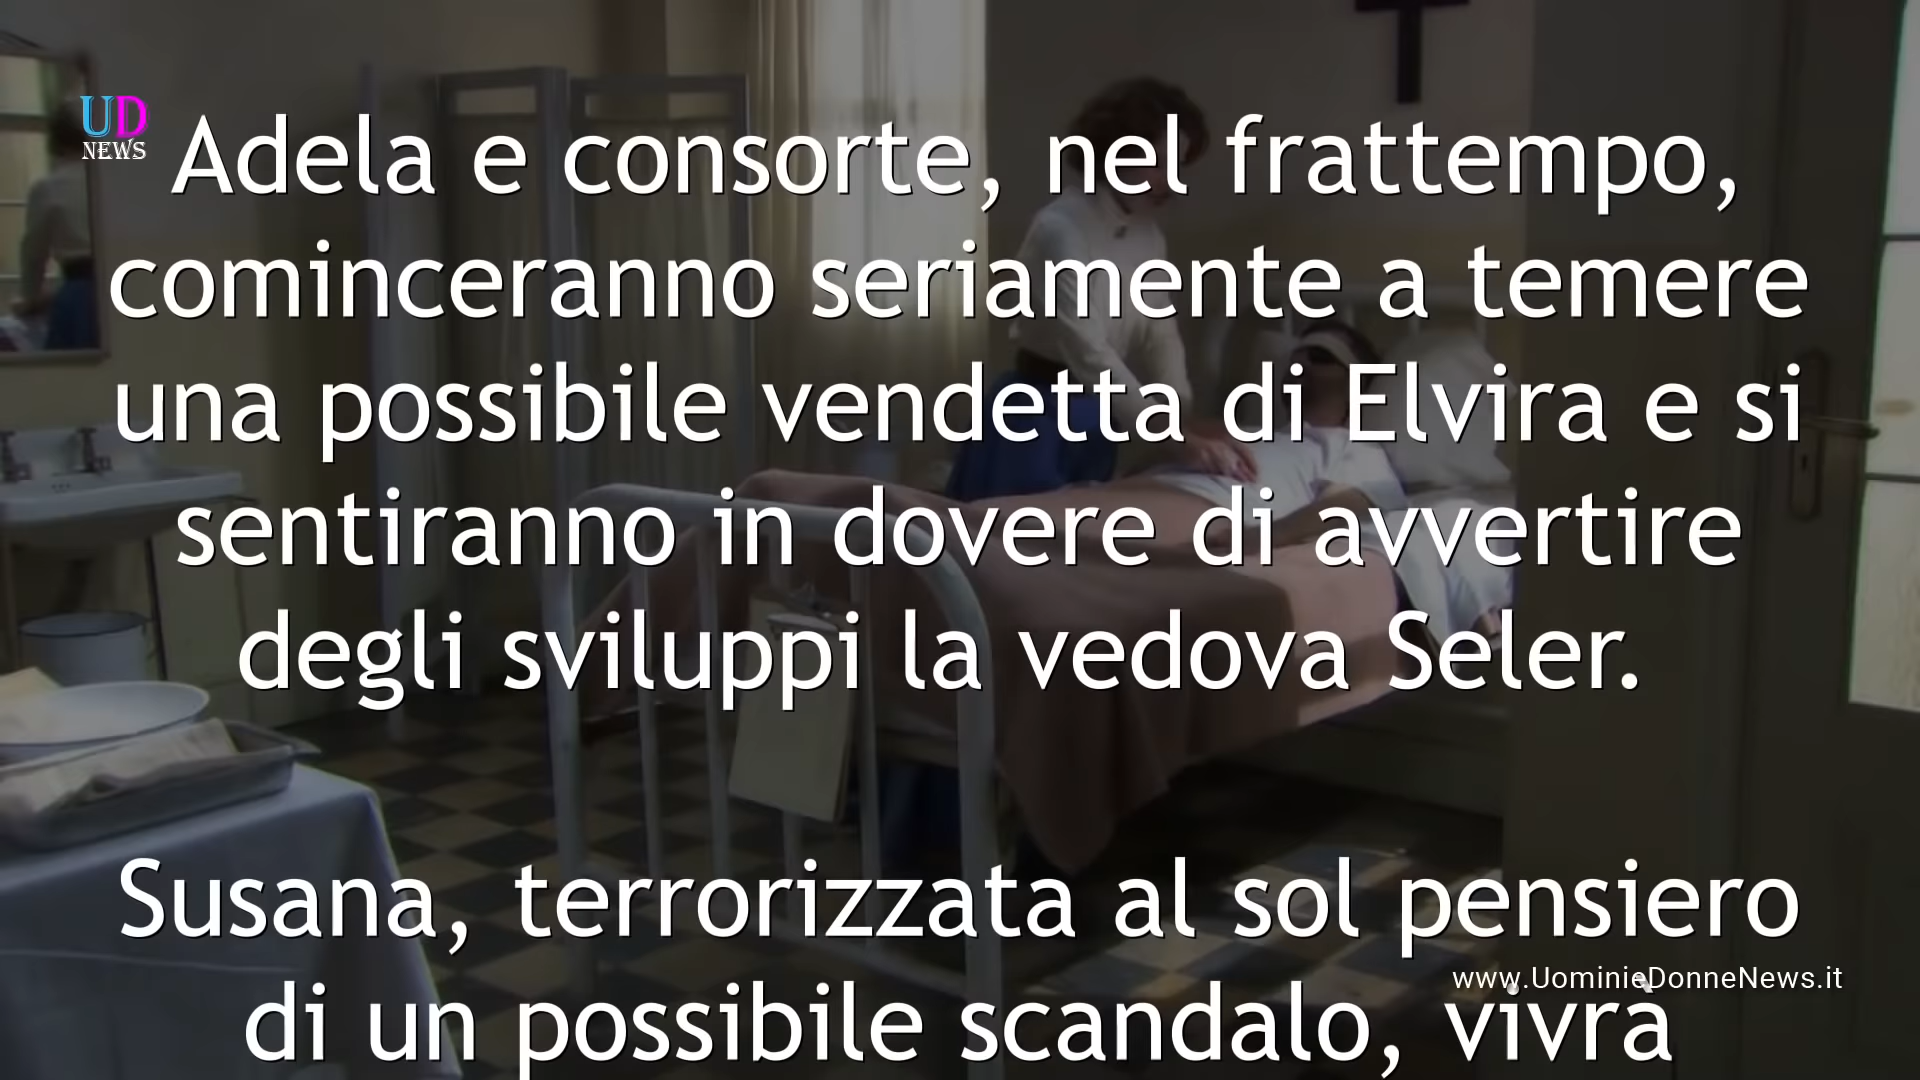 UD
NEWS
Adela e consorte, nel frattempo,
cominceranno seriamente a temere
una possibile vendetta di Elvira e si
sentiranno in dovere di avvertire
degli sviluppi la vedova Seler.
Susana, terrorizzata al sol pensiero
www.UominieDonneNews.it
di un possibile scandalo, vivrà